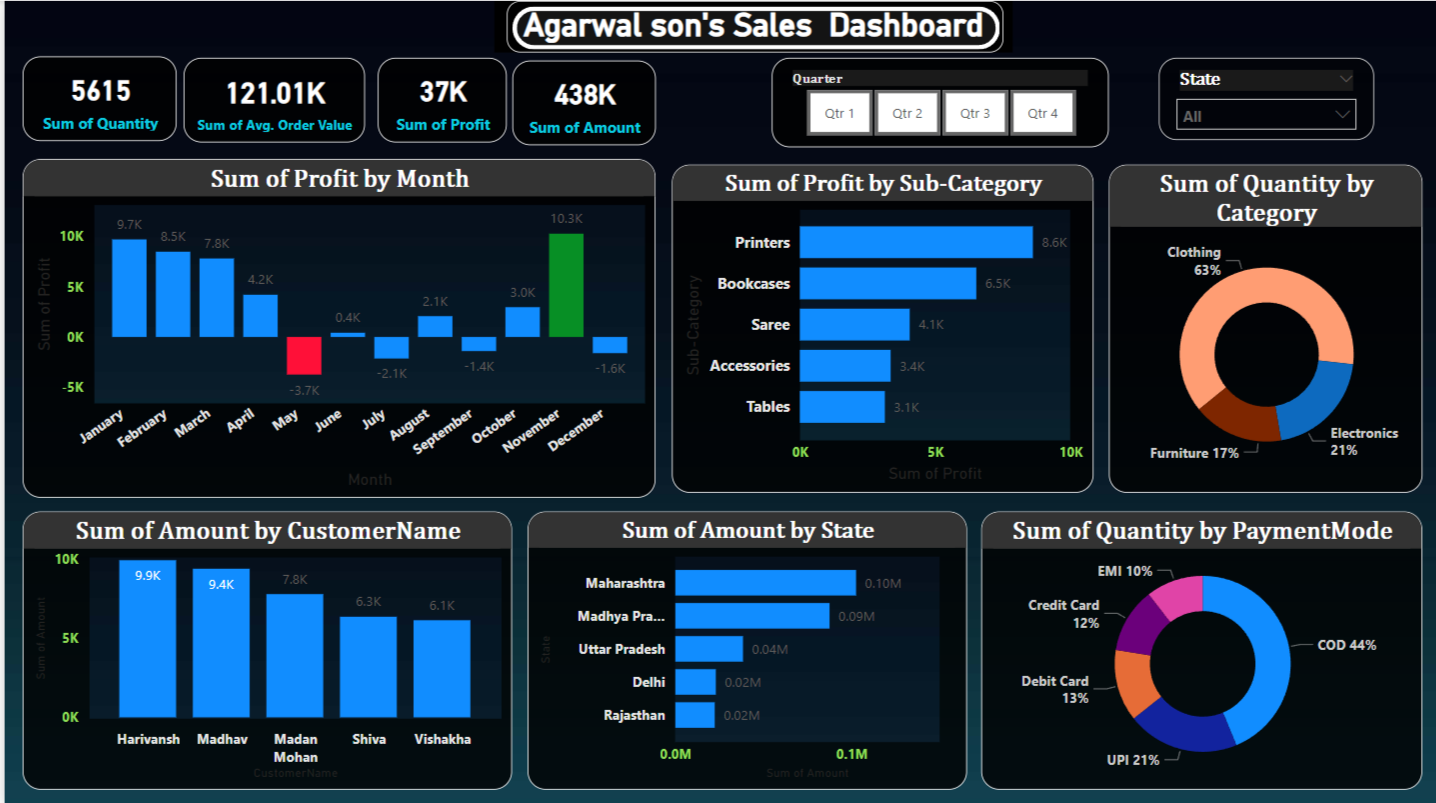 Agarwal son's Sales Dashboard
5615
Sum of Quantity
121.01K
Sum of Avg. Order Value
37K
Sum of Profit
438K
Sum of Amount
Quarter
Qtr 1
Qtr 2
Qtr 3
Qtr 4
State
All
Sum of Profit by Month
Sum of Profit
10K
5K
0K
-5K
9.7K
8.5K
7.8K
4.2K
-3.7K
0.4K
-2.1K
2.1K
-1.4K
3.0K
10.3K
-1.6K
January
February
March
April
May
June
July
August
September
October
November
December
Month
Sum of Profit by Sub-Category
Sub-Category
Printers
8.6K
Bookcases
6.5K
Saree
4.1K
Accessories
3.4K
Tables
3.1K
0K
5K
10K
Sum of Profit
Sum of Quantity by
Category
Clothing
63%
Electronics
21%
Furniture 17%
Sum of Amount by CustomerName
Sum of Amount
10K
5K
0K
9.9K
9.4K
7.8K
6.3K
6.1K
Harivansh
Madhav
Madan
Mohan
Shiva
Vishakha
CustomerName
Sum of Amount by State
State
Maharashtra
0.10M
Madhya Pra...
0.09M
Uttar Pradesh
0.04M
Delhi
0.02M
Rajasthan
0.02M
0.0M
0.1M
Sum of Amount
Sum of Quantity by PaymentMode
EMI 10%
Credit Card
12%
Debit Card
13%
UPI 21%
COD 44%